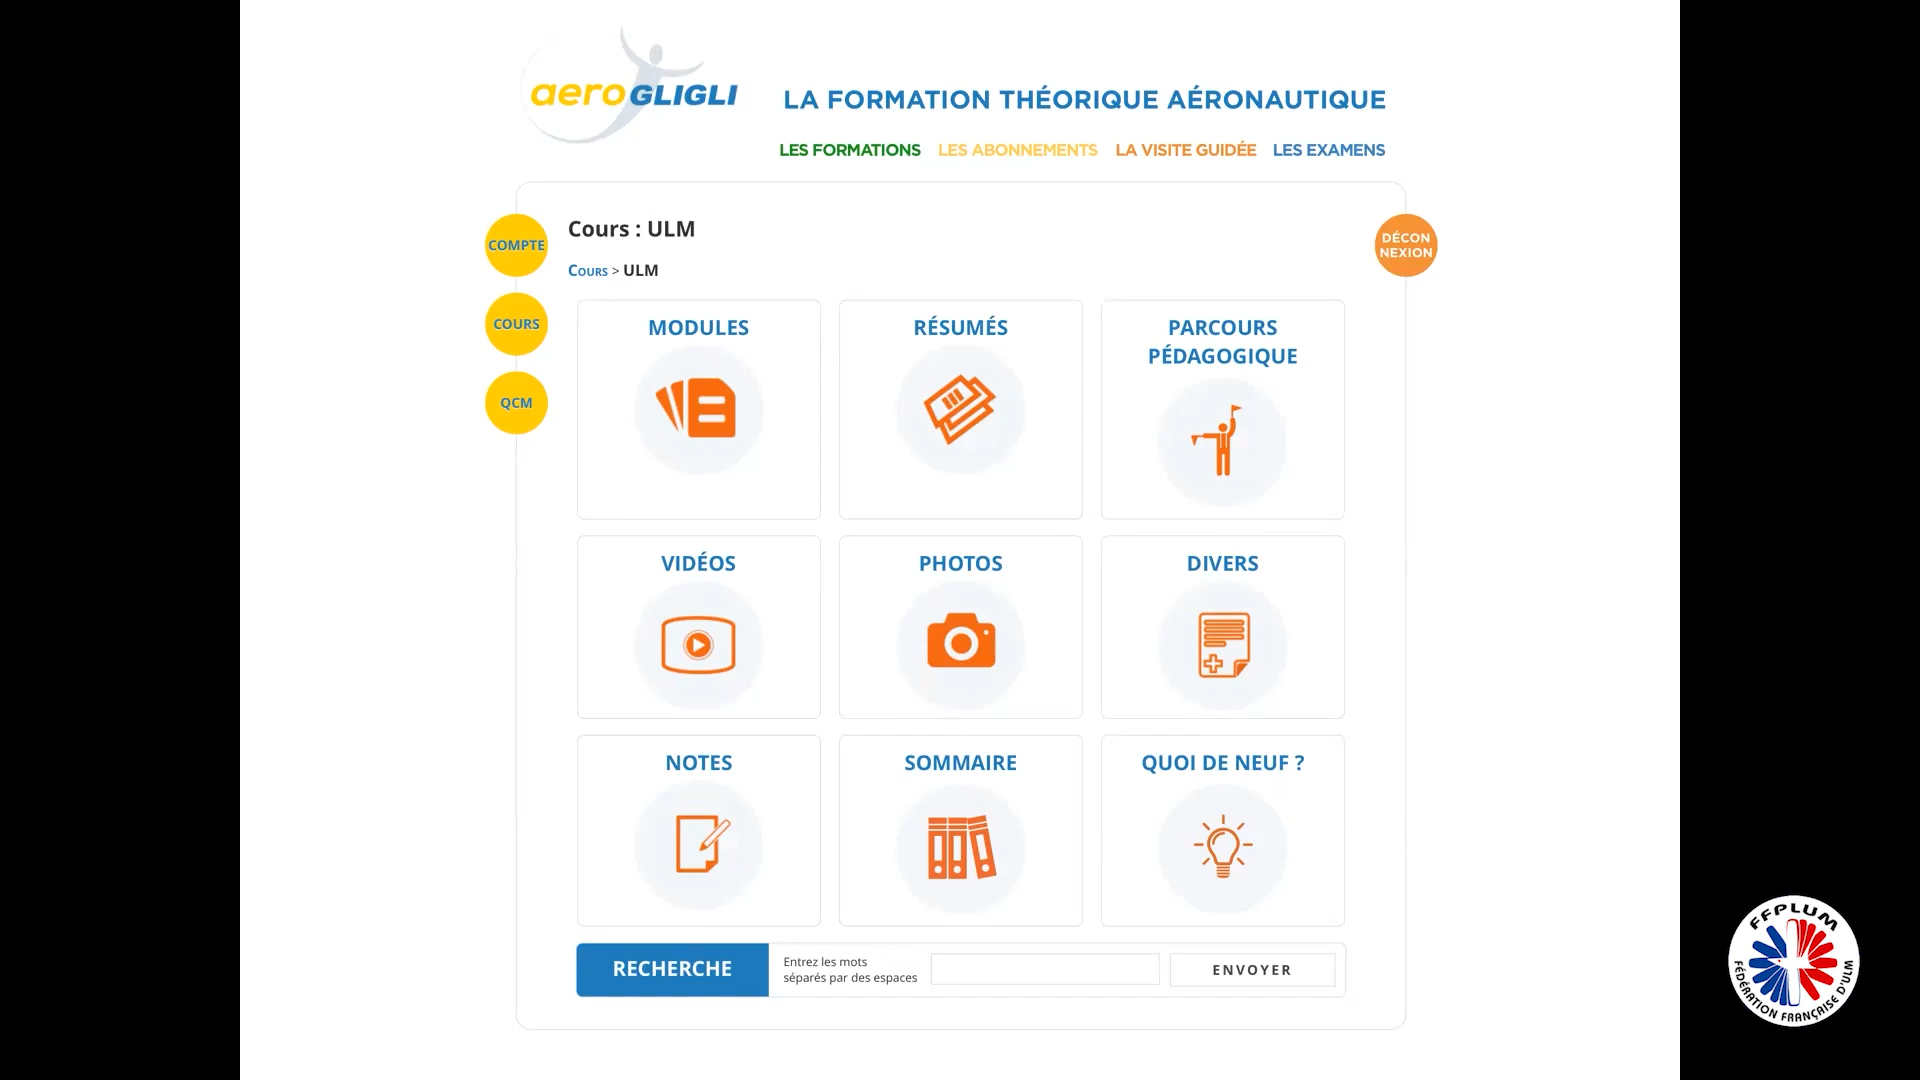 aeroGLIGLI
LA FORMATION THÉORIQUE AÉRONAUTIQUE
LES FORMATIONS LES ABONNEMENTS LA VISITE GUIDÉE LES EXAMENS
COMPTE
COURS
QCM
DÉCON
NEXION
Cours : ULM
Cours > ULM
MODULES
RÉSUMÉS
PARCOURS
PÉDAGOGIQUE
VIDÉOS
PHOTOS
DIVERS
NOTES
SOMMAIRE
QUOI DE NEUF ?
RECHERCHE
Entrez les mots
séparés par des espaces
ENVOYER
FFPLUM
FÉDÉRATION FRANÇAISE D'ULM